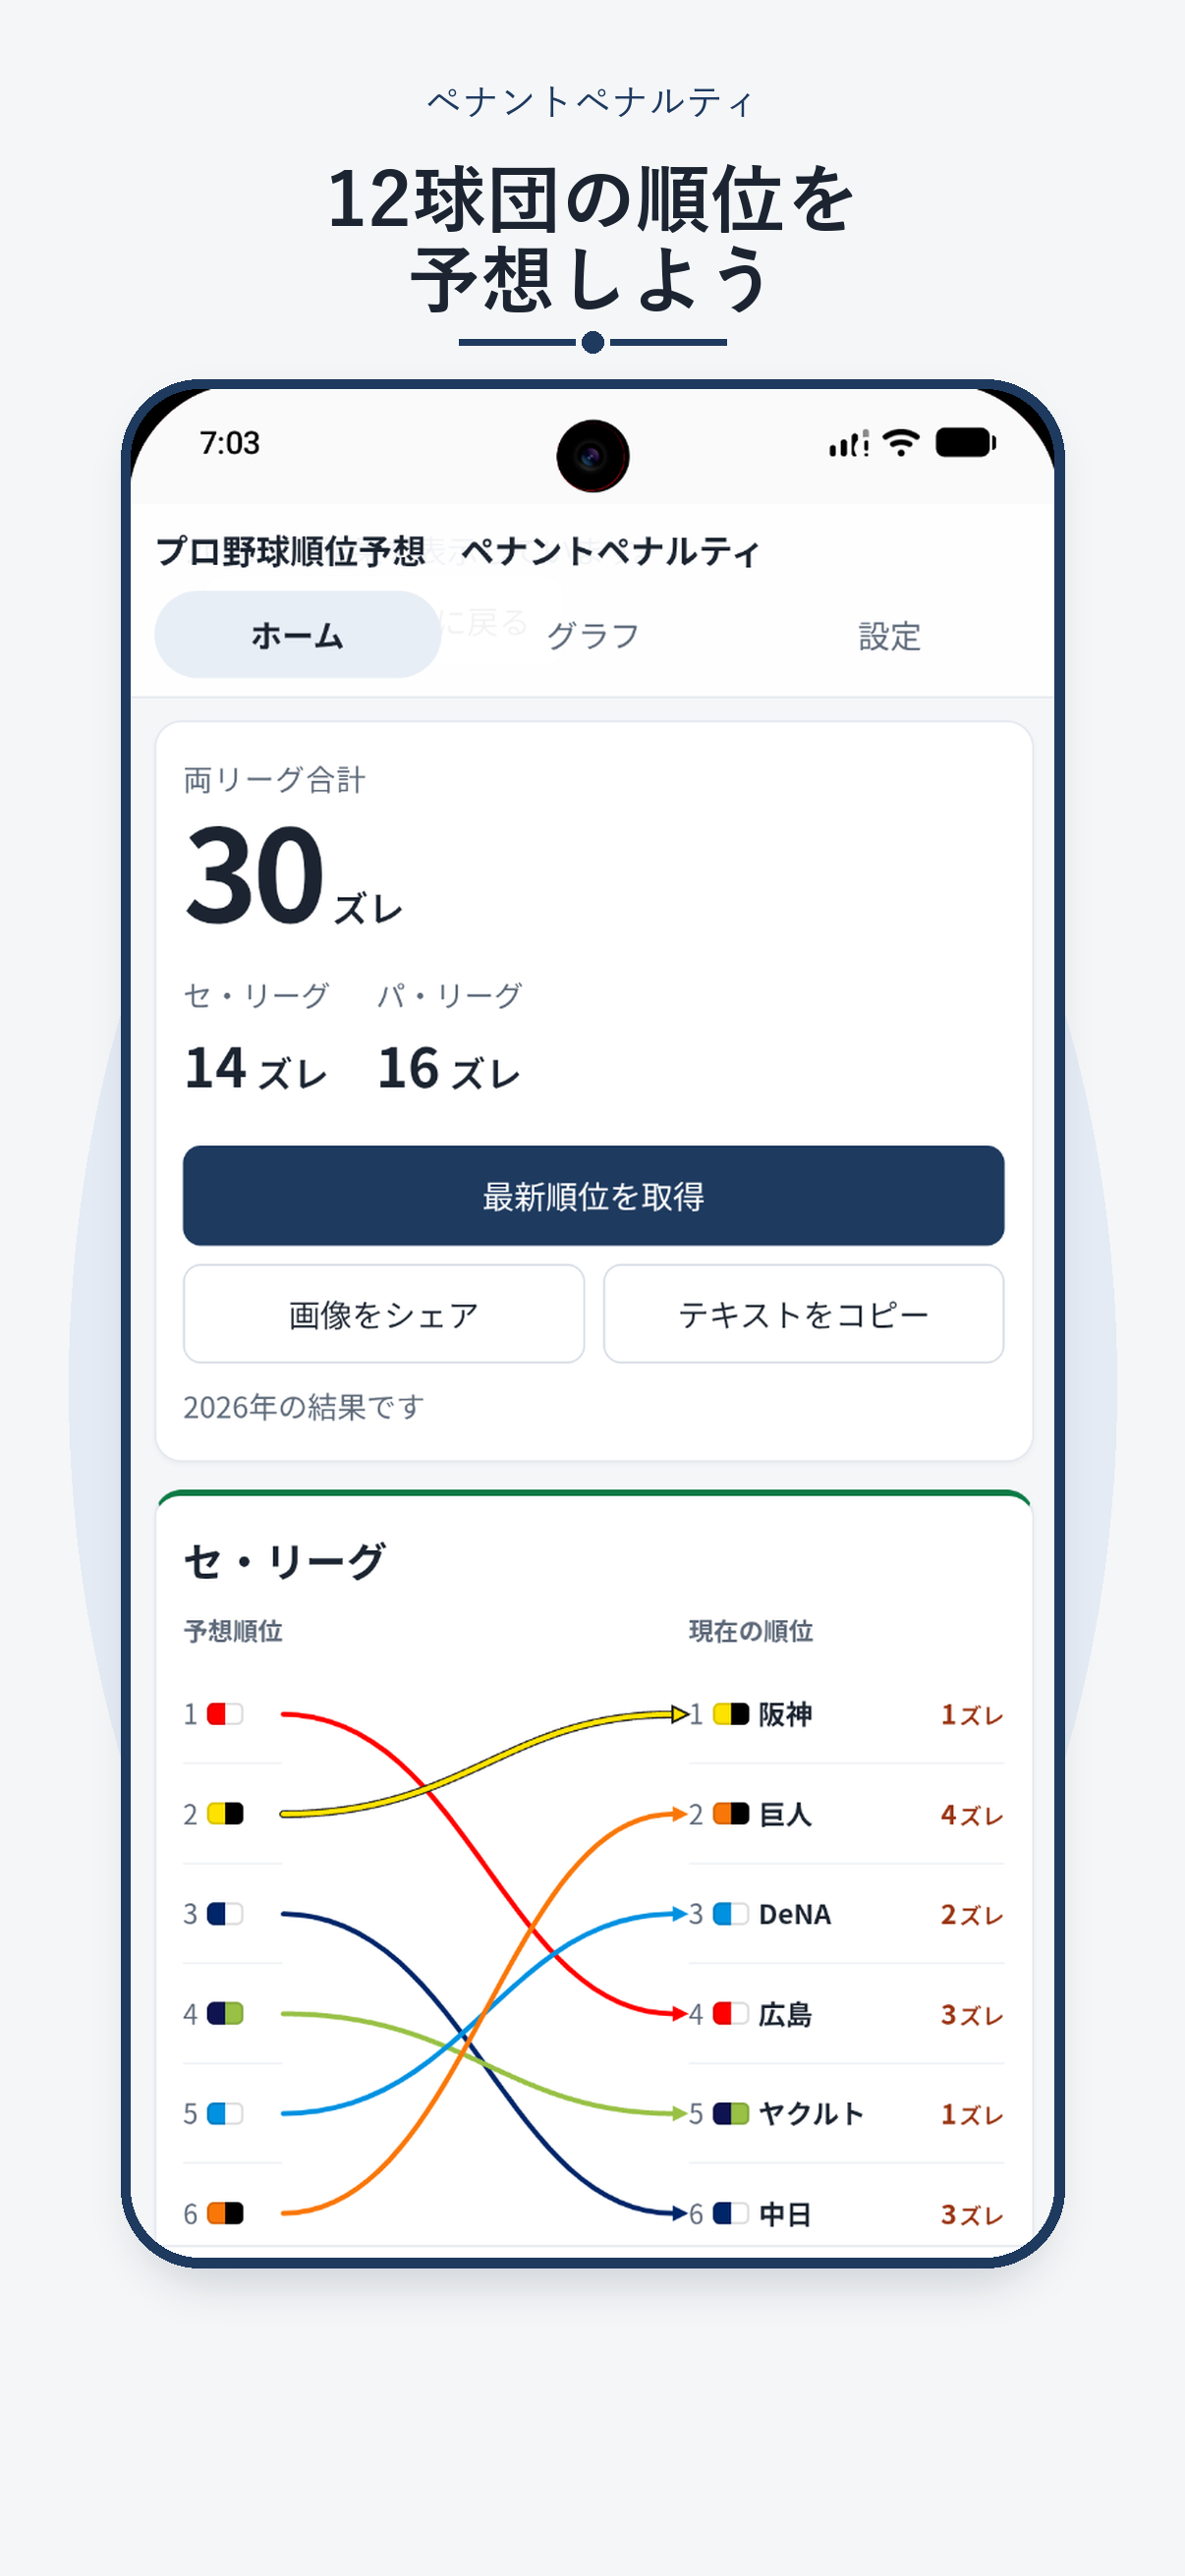 ペナントペナルティ
12球団の順位を
予想しよう
7:03
プロ野球順位予想　ペナントペナルティ
に戻る
ホーム グラフ 設定
両リーグ合計
30 ズレ
セ・リーグ パ・リーグ
14 ズレ 16 ズレ
最新順位を取得
画像をシェア テキストをコピー
2026年の結果です
セ・リーグ
予想順位 現在の順位
1 1 阪神 1ズレ
2 2 巨人 4ズレ
3 3 DeNA 2ズレ
4 4 広島 3ズレ
5 5 ヤクルト 1ズレ
6 6 中日 3ズレ